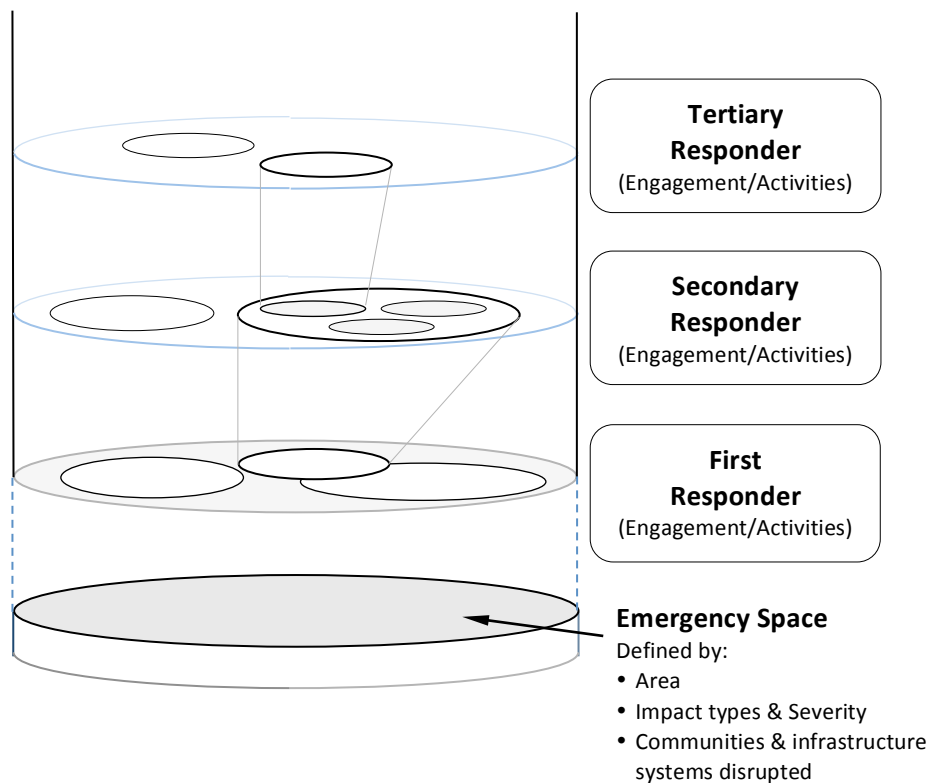 Tertiary
Responder
(Engagement/Activities)
Secondary
Responder
(Engagement/Activities)
First
Responder
(Engagement/Activities)
Emergency Space
Defined by:
• Area
• Impact types & Severity
• Communities & infrastructure
systems disrupted